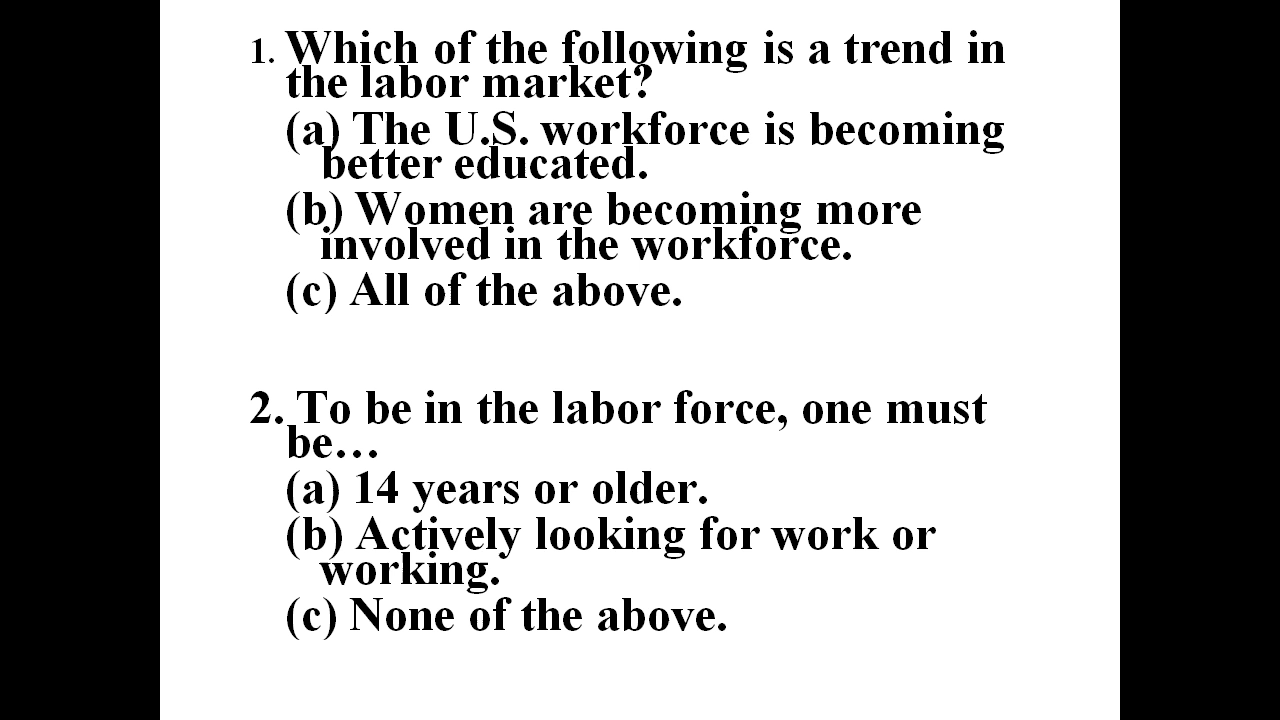 1. Which of the following is a trend in
the labor market?
(a) The U.S. workforce is becoming
better educated.
(b) Women are becoming more
involved in the workforce.
(c) All of the above.
2. To be in the labor force, one must
be…
(a) 14 years or older.
(b) Actively looking for work or
working.
(c) None of the above.